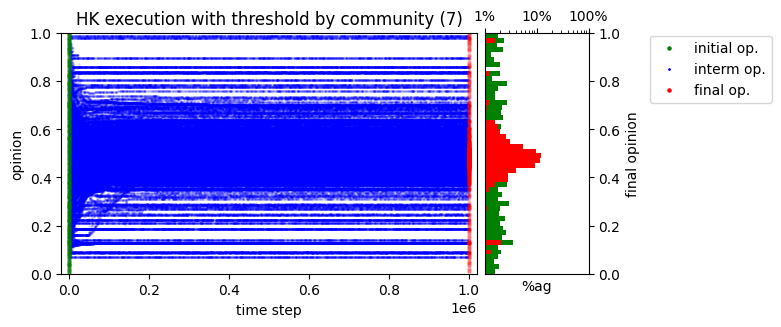 HK execution with threshold by community (7)
1% 10% 100%
1.0 1.0
0.8 0.8
0.6 0.6
0.4 0.4
0.2 0.2
0.0 0.0
opinion
final opinion
0.0 0.2 0.4 0.6 0.8 1.0
1e6
time step
%ag
initial op.
interm op.
final op.